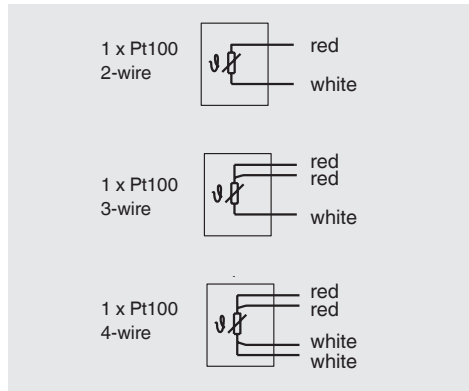 1 x Pt100
2-wire
red
white
ϑ
1 x Pt100
3-wire
red
red
white
ϑ
1 x Pt100
4-wire
red
red
white
white
ϑ